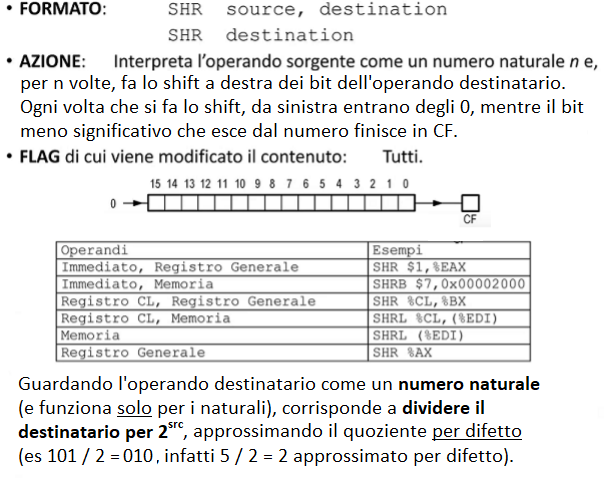 • FORMATO: SHR source, destination
SHR destination
• AZIONE: Interpreta l'operando sorgente come un numero naturale n e,
per n volte, fa lo shift a destra dei bit dell'operando destinatario.
Ogni volta che si fa lo shift, da sinistra entrano degli 0, mentre il bit
meno significativo che esce dal numero finisce in CF.
• FLAG di cui viene modificato il contenuto: Tutti.
15 14 13 12 11 10 9 8 7 6 5 4 3 2 1 0
0
CF
Operandi Esempi
Immediato, Registro Generale SHR $1,%EAX
Immediato, Memoria SHRB $7,0x00002000
Registro CL, Registro Generale SHR %CL,%BX
Registro CL, Memoria SHRL %CL,(%EDI)
Memoria SHRL (%EDI)
Registro Generale SHR %AX
Guardando l'operando destinatario come un numero naturale
(e funziona solo per i naturali), corrisponde a dividere il
destinatario per 2^src, approssimando il quoziente per difetto
(es 101 / 2 = 010, infatti 5 / 2 = 2 approssimato per difetto).